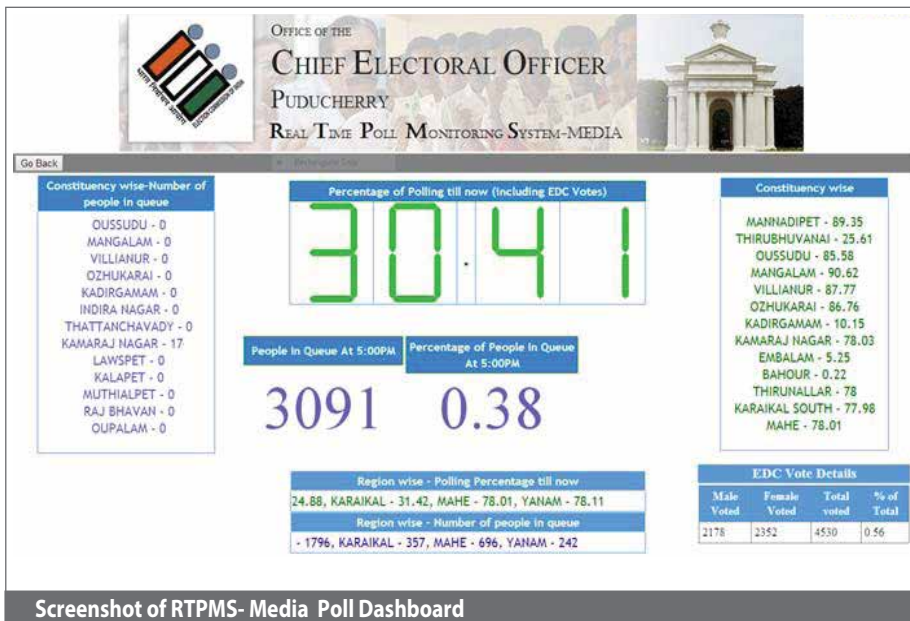 OFFICE OF THE
CHIEF ELECTORAL OFFICER
PUDUCHERRY
REAL TIME POLL MONITORING SYSTEM-MEDIA
Go Back
Constituency wise-Number of
people in queue
OUSSUDU - 0
MANGALAM - 0
VILLIANUR - 0
OZHUKARAI - 0
KADIRGAMAM - 0
INDIRA NAGAR - 0
THATTANCHAVADY - 0
KAMARAJ NAGAR - 17
LAWSPET - 0
KALAPET - 0
MUTHIALPET - 0
RAJ BHAVAN - 0
OUPALAM - 0
Percentage of Polling till now (including EDC Votes)
30.41
People in Queue At 5:00PM
3091
Percentage of People in Queue
At 5:00PM
0.38
Region wise - Polling Percentage till now
24.88, KARAIKAL - 31.42, MAHE - 78.01, YANAM - 78.11
Region wise - Number of people in queue
- 1796, KARAIKAL - 357, MAHE - 696, YANAM - 242
Constituency wise
MANNADIPET - 89.35
THIRUBHUVANAI - 25.61
OUSSUDU - 85.58
MANGALAM - 90.62
VILLIANUR - 87.77
OZHUKARAI - 86.76
KADIRGAMAM - 10.15
KAMARAJ NAGAR - 78.03
EMBALAM - 5.25
BAHOUR - 0.22
THIRUNALLAR - 78
KARAIKAL SOUTH - 77.98
MAHE - 78.01
EDC Vote Details
Male Voted Female Voted Total voted % of Total
2178 2352 4530 0.56
Screenshot of RTPMS- Media Poll Dashboard